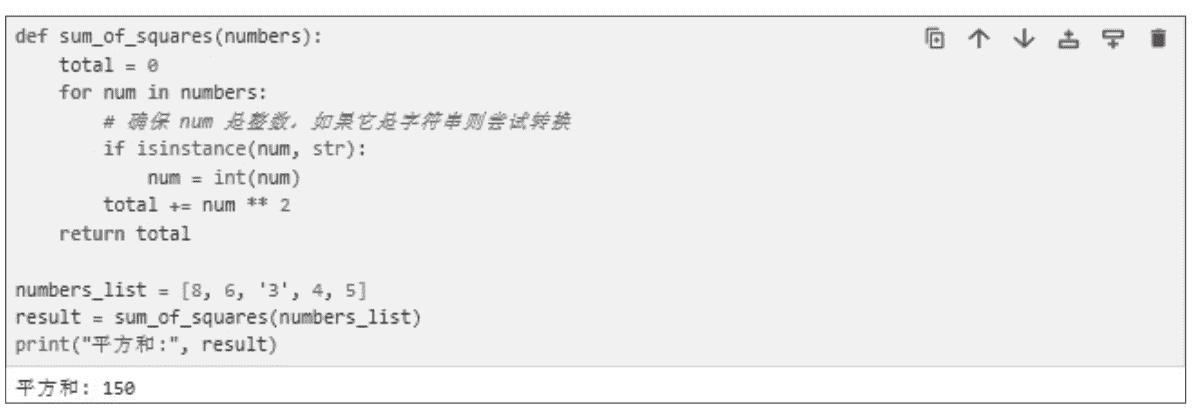 def sum_of_squares(numbers):
    total = 0
    for num in numbers:
        # 确保 num 是整数，如果它是字符串则尝试转换
        if isinstance(num, str):
            num = int(num)
        total += num ** 2
    return total

numbers_list = [8, 6, '3', 4, 5]
result = sum_of_squares(numbers_list)
print("平方和:", result)
平方和: 150